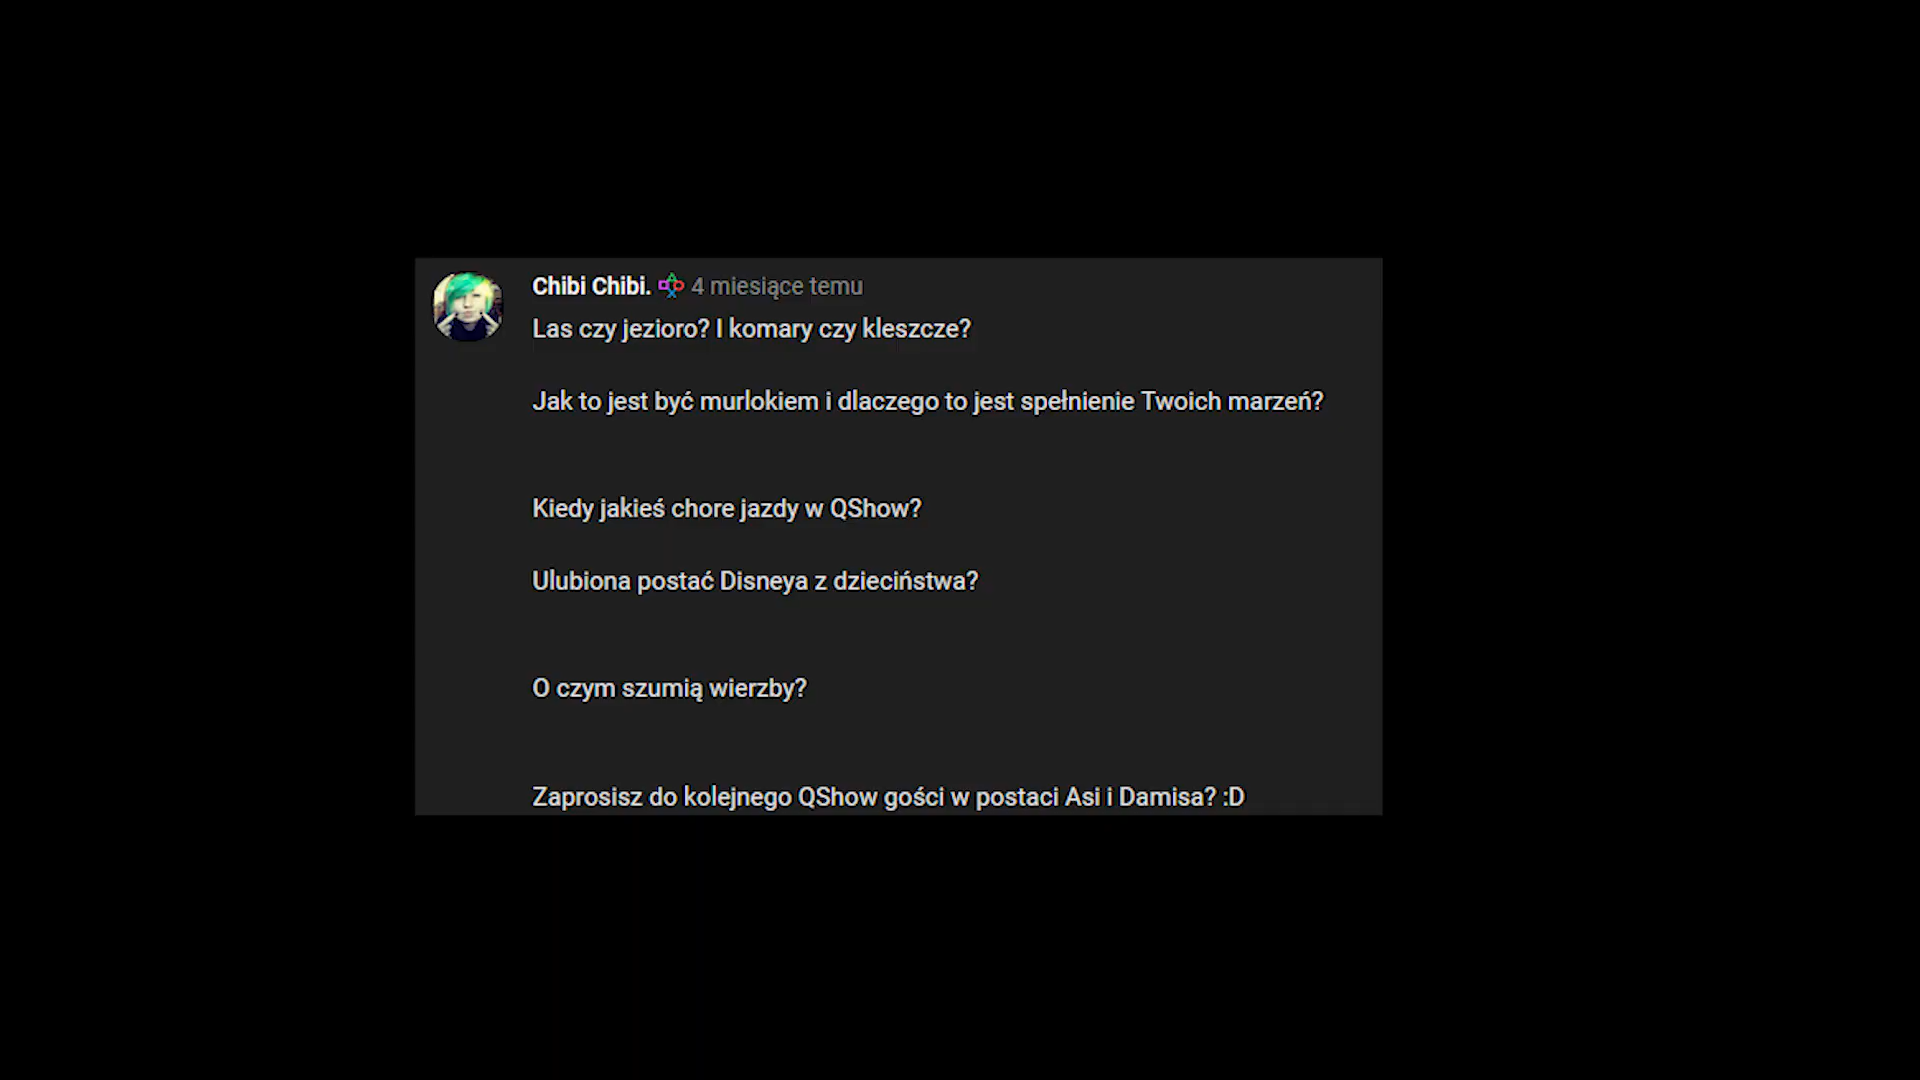 Chibi Chibi. 4 miesiące temu
Las czy jezioro? I komary czy kleszcze?
Jak to jest być murlokiem i dlaczego to jest spełnienie Twoich marzeń?
Kiedy jakieś chore jazdy w QShow?
Ulubiona postać Disneya z dzieciństwa?
O czym szumią wierzby?
Zaprosisz do kolejnego QShow gości w postaci Asi i Damisa? :D